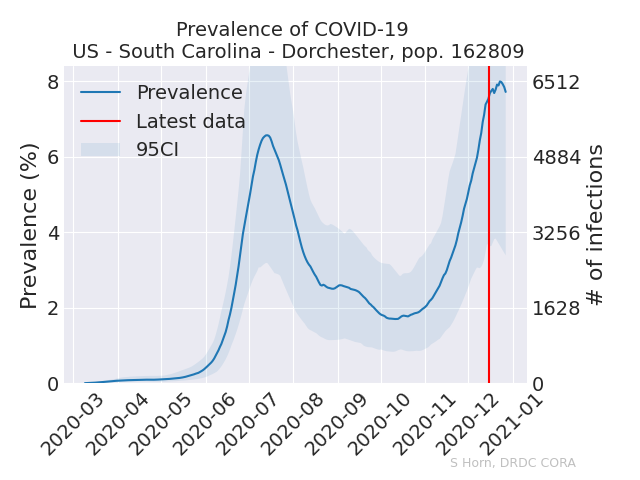 Prevalence of COVID-19
US - South Carolina - Dorchester, pop. 162809
Prevalence
Latest data
95CI
Prevalence (%)
8
6
4
2
0
6512
4884
3256
1628
0
# of infections
2020-03
2020-04
2020-05
2020-06
2020-07
2020-08
2020-09
2020-10
2020-11
2020-12
2021-01
S Horn, DRDC CORA